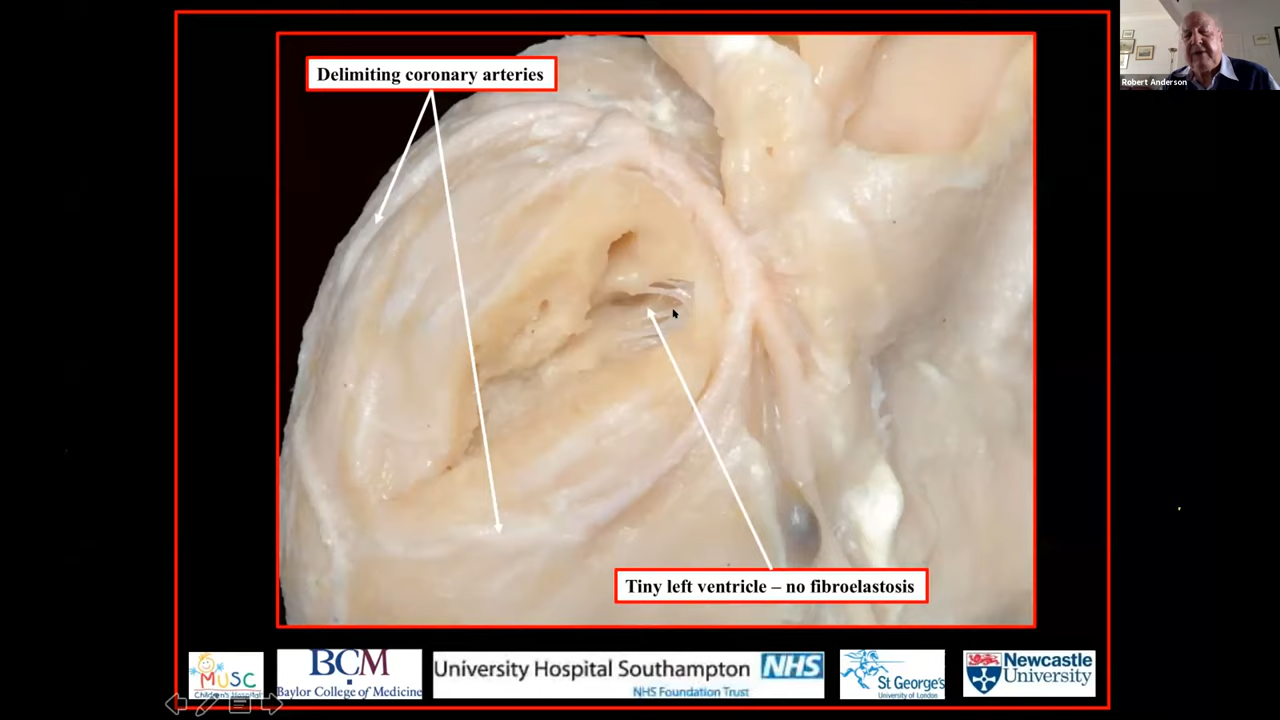 Delimiting coronary arteries
Robert Anderson
Tiny left ventricle – no fibroelastosis
MUSC
Children's Hospital
BCM
Baylor College of Medicine
University Hospital Southampton NHS
NHS Foundation Trust
St George's
University of London
Newcastle
University